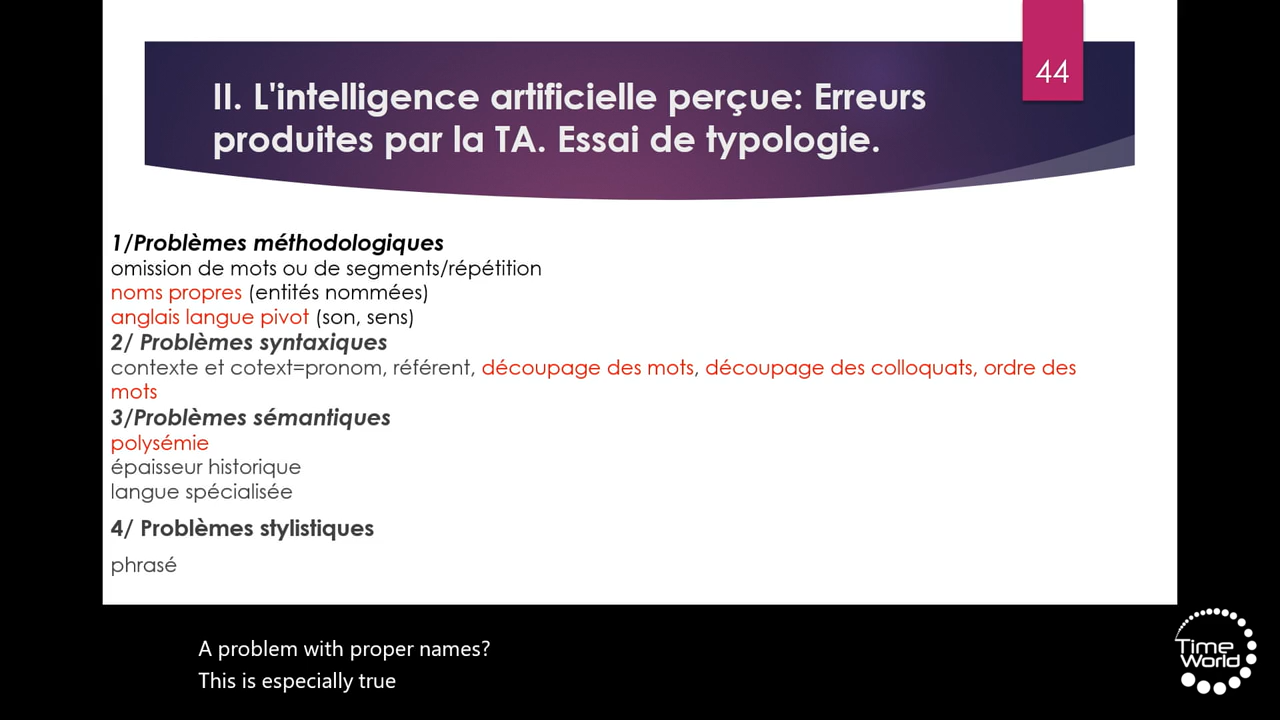 44
II. L'intelligence artificielle perçue: Erreurs
produites par la TA. Essai de typologie.
1/Problèmes méthodologiques
omission de mots ou de segments/répétition
noms propres (entités nommées)
anglais langue pivot (son, sens)
2/ Problèmes syntaxiques
contexte et cotext=pronom, référent, découpage des mots, découpage des colloquats, ordre des
mots
3/Problèmes sémantiques
polysémie
épaisseur historique
langue spécialisée
4/ Problèmes stylistiques
phrasé
A problem with proper names?
This is especially true
Time
World